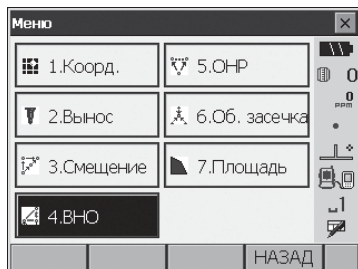 Меню
1.Коорд.
5.ОНР
2.Вынос
6.Об. засечка
3.Смещение
7.Площадь
4.ВНО
0
0
PPM
1
НАЗАД